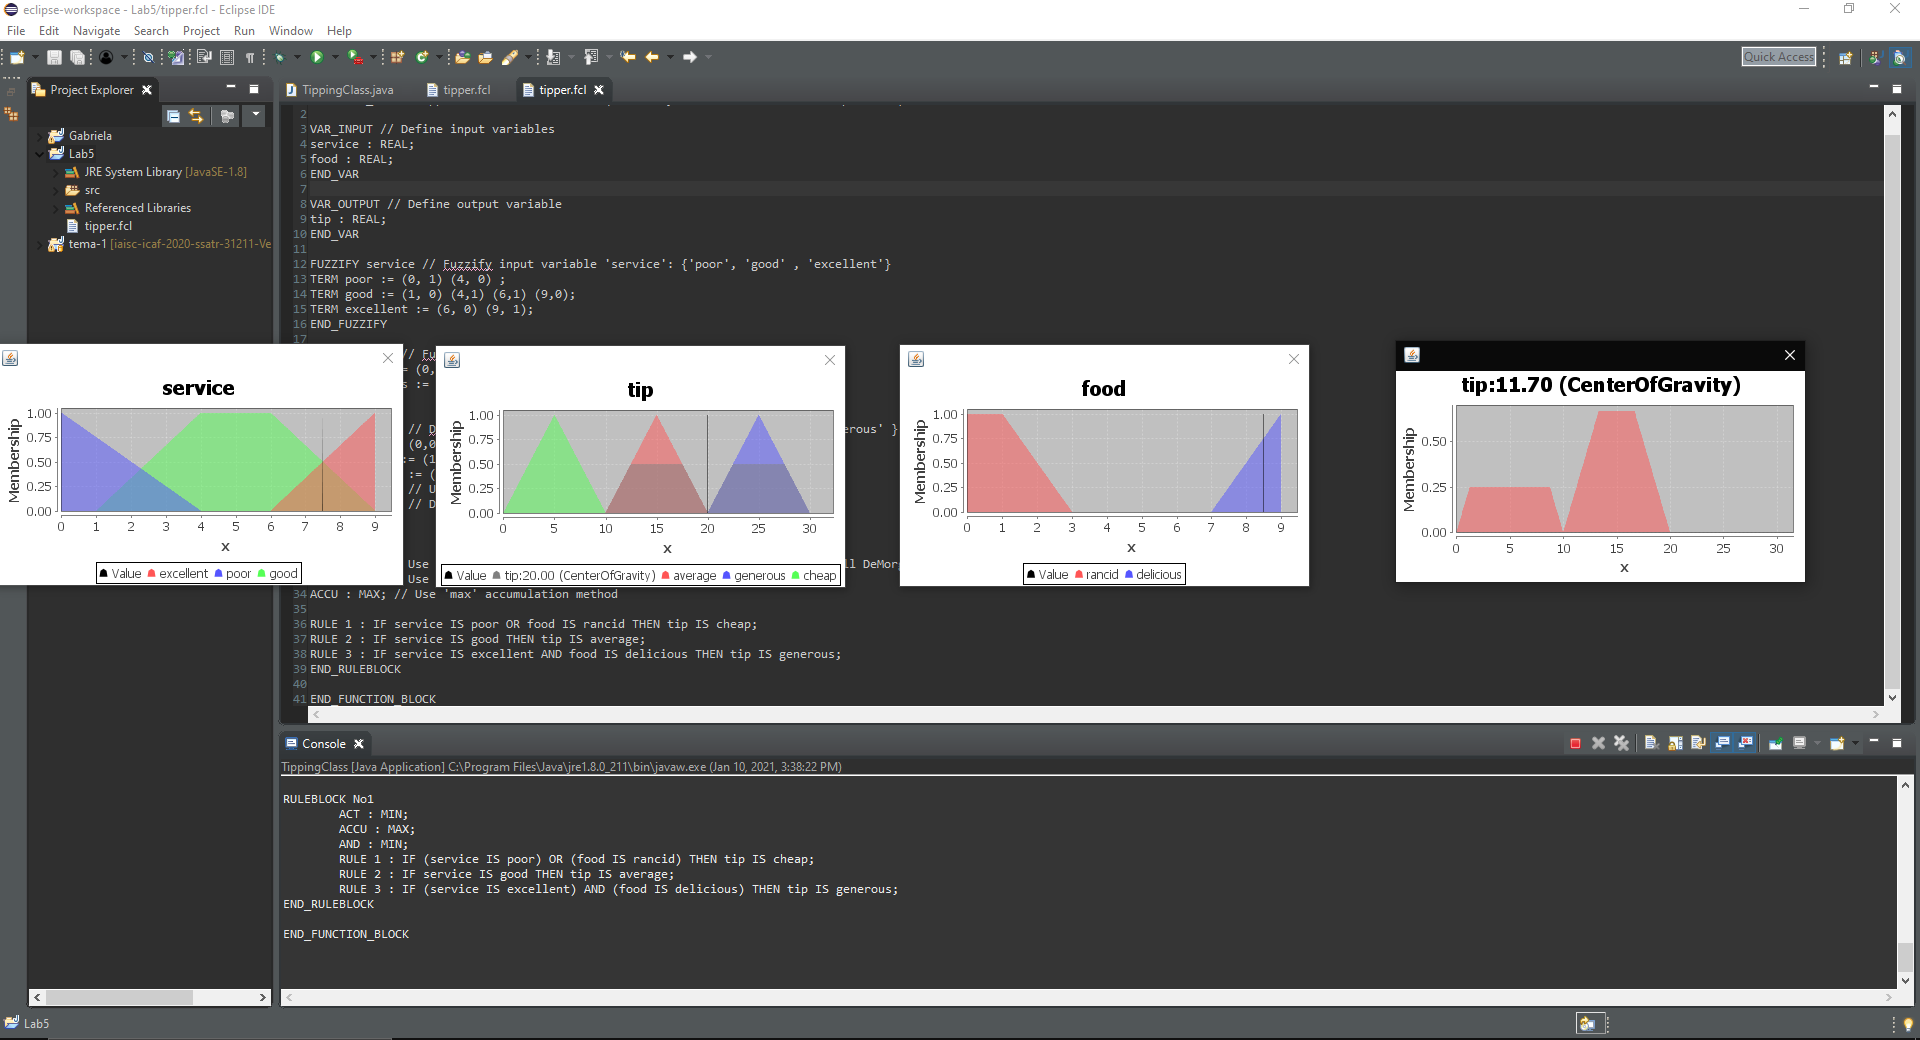 eclipse-workspace - Lab5/tipper.fcl - Eclipse IDE
File Edit Navigate Search Project Run Window Help
Quick Access
Project Explorer
TippingClass.java tipper.fcl tipper.fcl
Gabriela
Lab5
JRE System Library [JavaSE-1.8]
src
Referenced Libraries
tipper.fcl
tema-1 [iaisc-icaf-2020-ssatr-31211-Ve
2
3 VAR_INPUT // Define input variables
4 service : REAL;
5 food : REAL;
6 END_VAR
7
8 VAR_OUTPUT // Define output variable
9 tip : REAL;
10 END_VAR
11
12 FUZZIFY service // Fuzzify input variable 'service': {'poor', 'good' , 'excellent'}
13 TERM poor := (0, 1) (4, 0) ;
14 TERM good := (1, 0) (4,1) (6,1) (9,0);
15 TERM excellent := (6, 0) (9, 1);
16 END_FUZZIFY
17
// Fu
= (0,
s :=
// D
erous' }
(0,0
:= (1
:= (
// U
// D
Use
ll DeMorg
Use
34 ACCU : MAX; // Use 'max' accumulation method
35
36 RULE 1 : IF service IS poor OR food IS rancid THEN tip IS cheap;
37 RULE 2 : IF service IS good THEN tip IS average;
38 RULE 3 : IF service IS excellent AND food IS delicious THEN tip IS generous;
39 END_RULEBLOCK
40
41 END_FUNCTION_BLOCK
service
Membership
1.00
0.75
0.50
0.25
0.00
0 1 2 3 4 5 6 7 8 9
x
Value excellent poor good
tip
Membership
1.00
0.75
0.50
0.25
0.00
0 5 10 15 20 25 30
x
Value tip:20.00 (CenterOfGravity) average generous cheap
food
Membership
1.00
0.75
0.50
0.25
0.00
0 1 2 3 4 5 6 7 8 9
x
Value rancid delicious
tip:11.70 (CenterOfGravity)
Membership
0.50
0.25
0.00
0 5 10 15 20 25 30
x
Console
TippingClass [Java Application] C:\Program Files\Java\jre1.8.0_211\bin\javaw.exe (Jan 10, 2021, 3:38:22 PM)
RULEBLOCK No1
ACT : MIN;
ACCU : MAX;
AND : MIN;
RULE 1 : IF (service IS poor) OR (food IS rancid) THEN tip IS cheap;
RULE 2 : IF service IS good THEN tip IS average;
RULE 3 : IF (service IS excellent) AND (food IS delicious) THEN tip IS generous;
END_RULEBLOCK
END_FUNCTION_BLOCK
Lab5